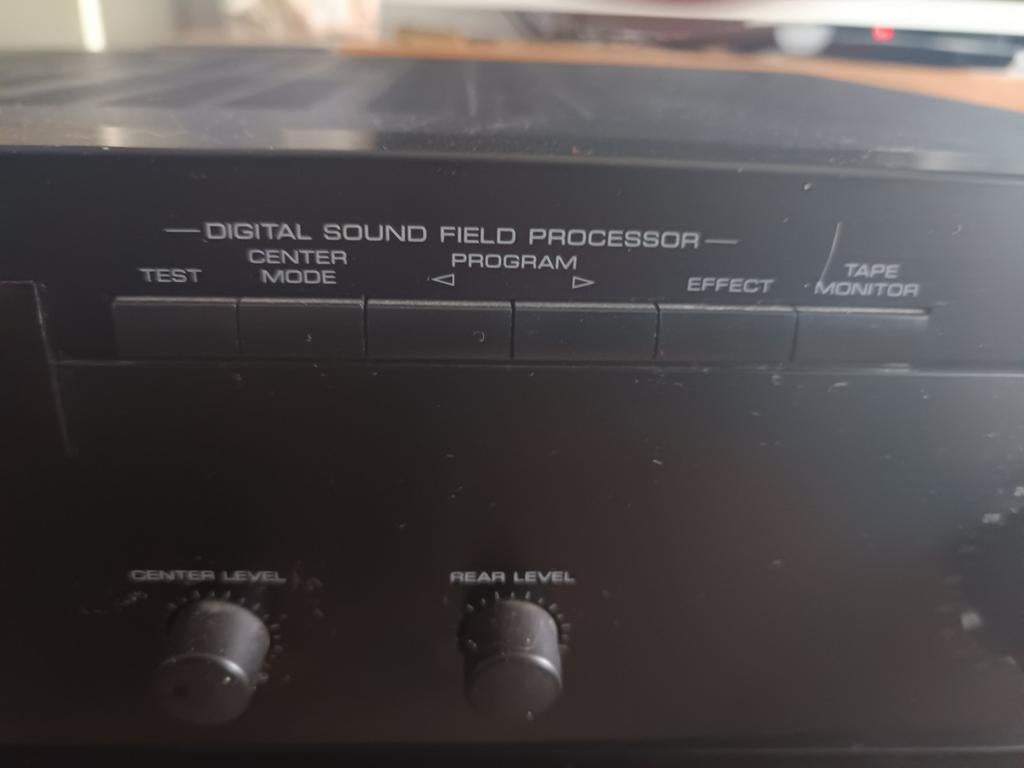 DIGITAL SOUND FIELD PROCESSOR
TEST
CENTER
MODE
PROGRAM
EFFECT
TAPE
MONITOR
CENTER LEVEL
REAR LEVEL